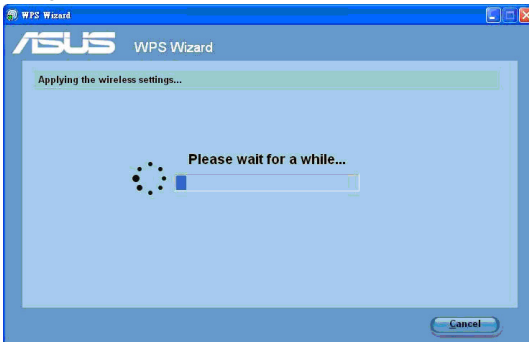 WPS Wizard
ASUS WPS Wizard
Applying the wireless settings...
Please wait for a while...
Cancel